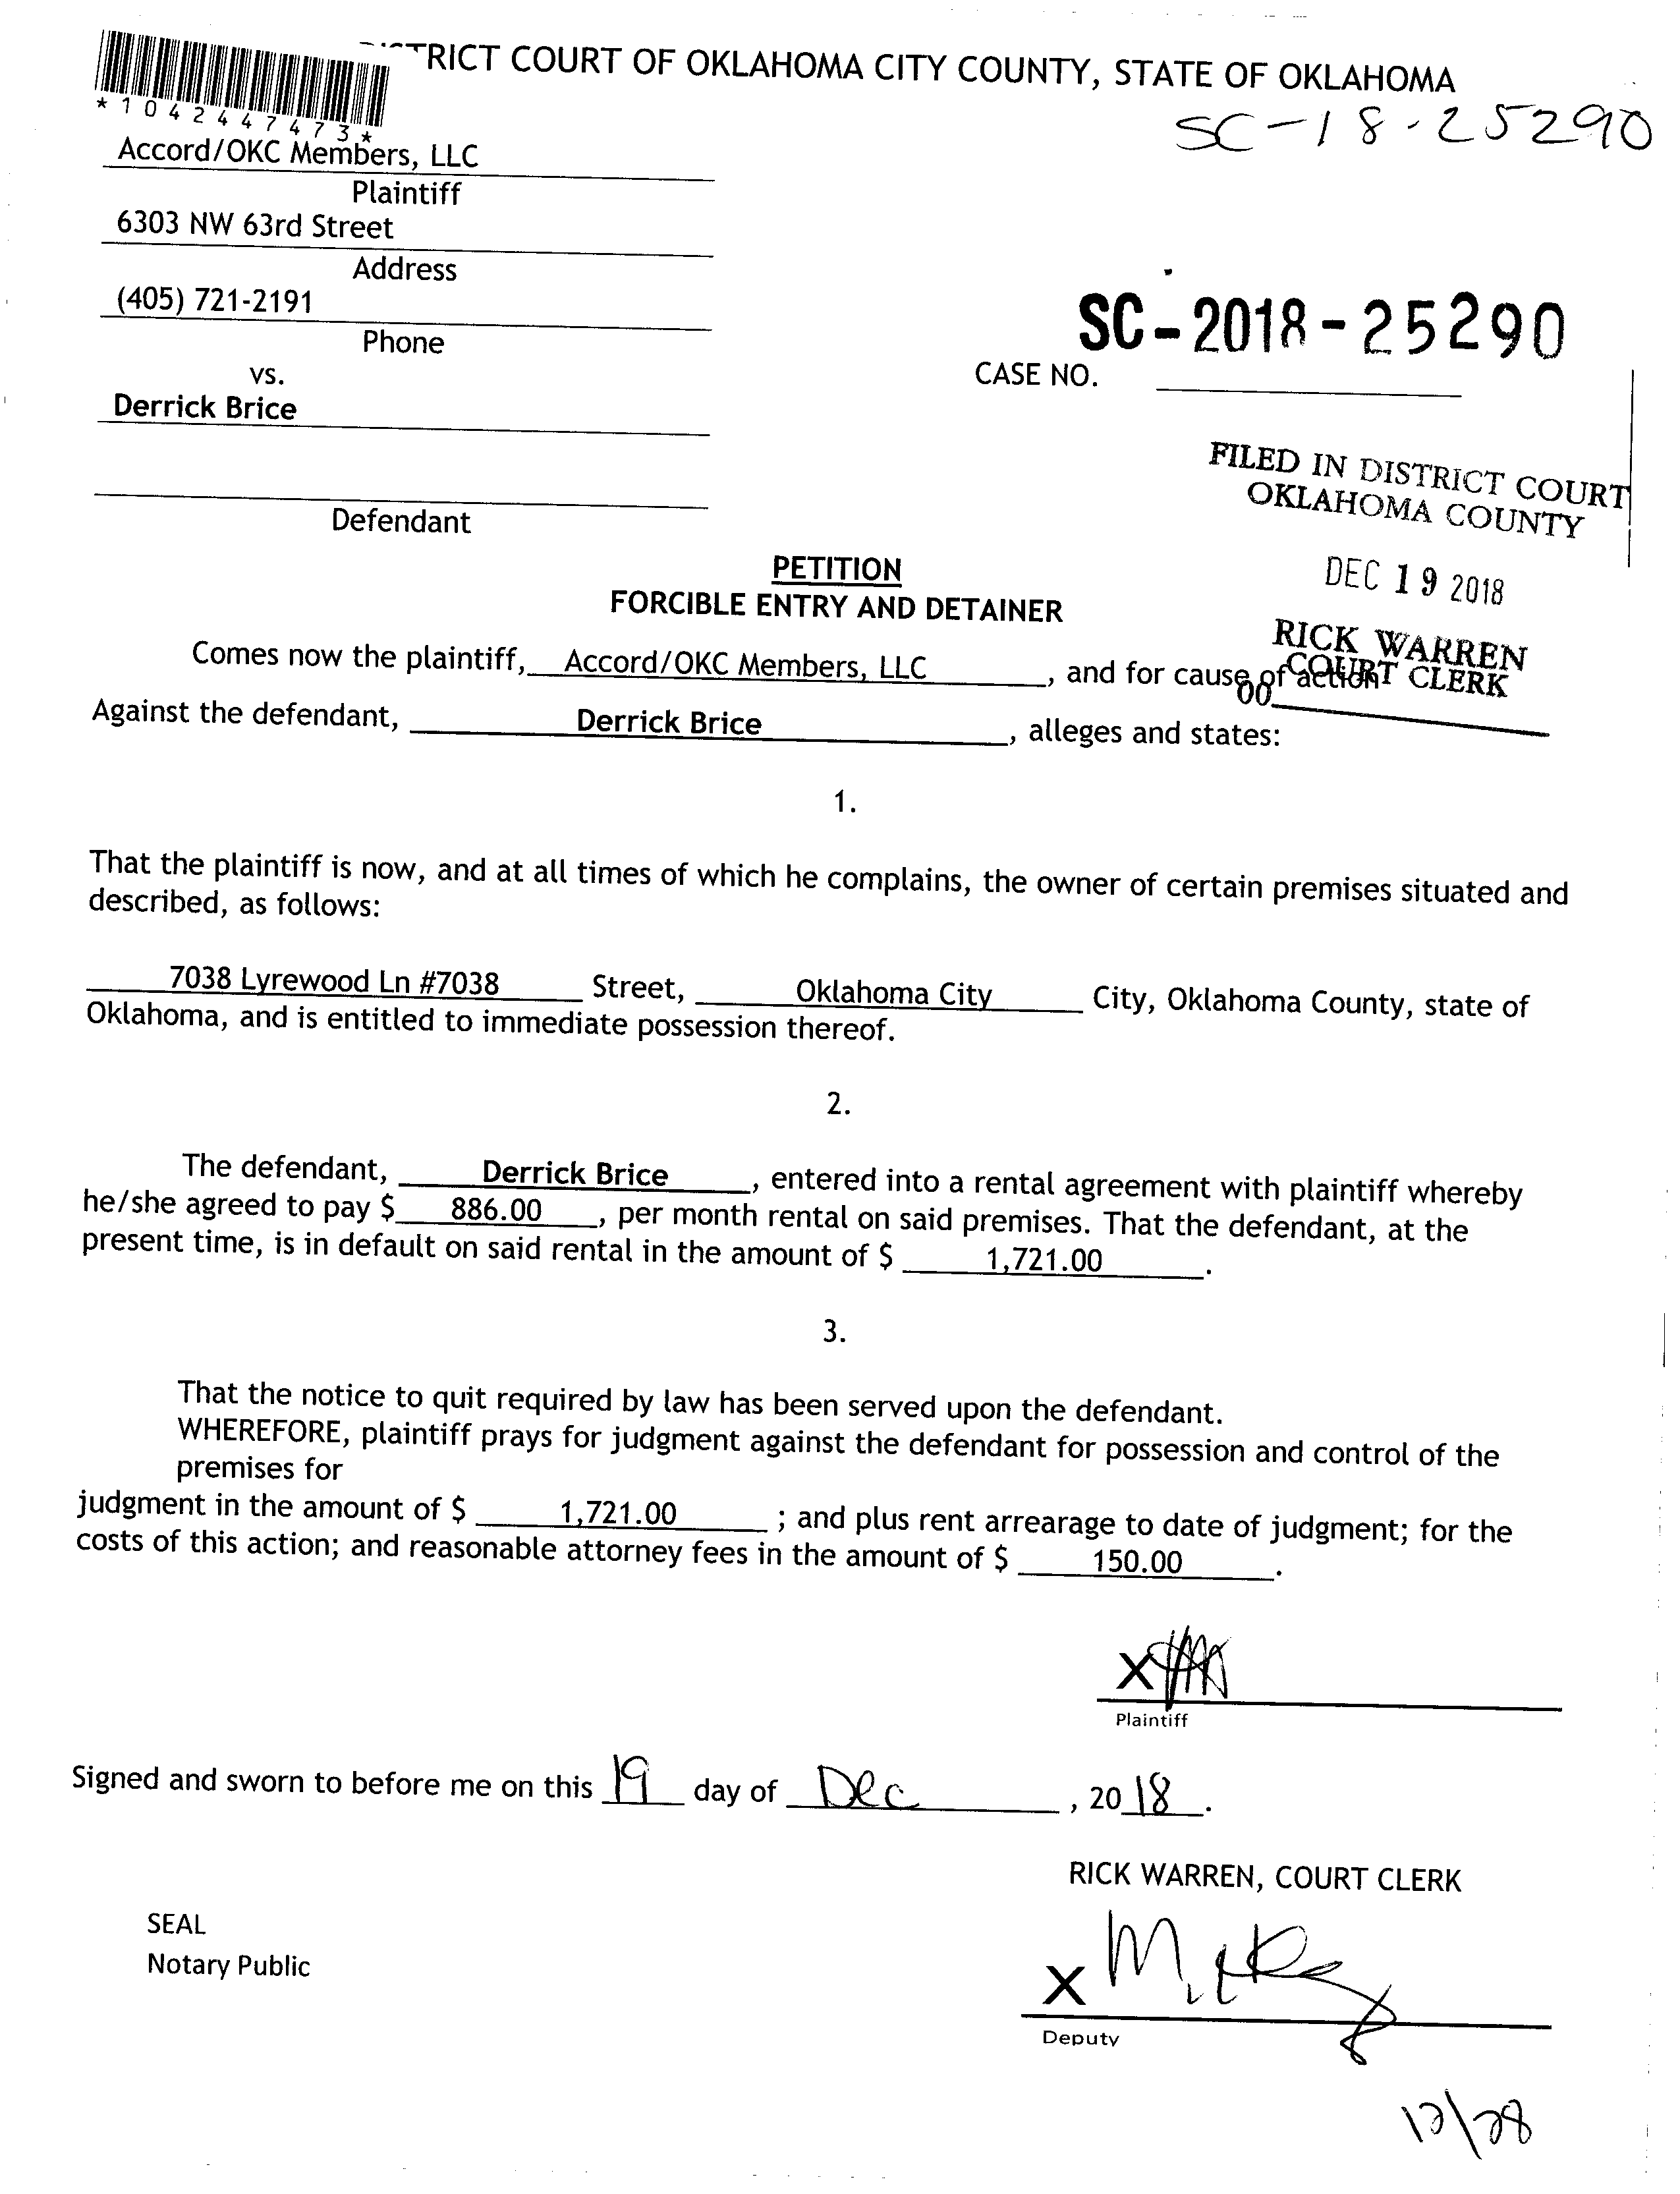 TRICT COURT OF OKLAHOMA CITY COUNTY, STATE OF OKLAHOMA
*1042447473*
SC-18-25290
Accord/OKC Members, LLC
Plaintiff
6303 NW 63rd Street
Address
(405) 721-2191
Phone
SC-2018-25290
vs.
CASE NO.
Derrick Brice
Defendant
FILED IN DISTRICT COURT
OKLAHOMA COUNTY
DEC 19 2018
RICK WARREN
COURT CLERK
00
PETITION
FORCIBLE ENTRY AND DETAINER
Comes now the plaintiff, Accord/OKC Members, LLC, and for cause of action
Against the defendant, Derrick Brice, alleges and states:
1.
That the plaintiff is now, and at all times of which he complains, the owner of certain premises situated and
described, as follows:
7038 Lyrewood Ln #7038 Street, Oklahoma City City, Oklahoma County, state of
Oklahoma, and is entitled to immediate possession thereof.
2.
The defendant, Derrick Brice, entered into a rental agreement with plaintiff whereby
he/she agreed to pay $ 886.00, per month rental on said premises. That the defendant, at the
present time, is in default on said rental in the amount of $ 1,721.00.
3.
That the notice to quit required by law has been served upon the defendant.
WHEREFORE, plaintiff prays for judgment against the defendant for possession and control of the
premises for
judgment in the amount of $ 1,721.00; and plus rent arrearage to date of judgment; for the
costs of this action; and reasonable attorney fees in the amount of $ 150.00.
X
Plaintiff
Signed and sworn to before me on this 19 day of Dec, 2018.
RICK WARREN, COURT CLERK
SEAL
Notary Public
X
Deputy
12/28